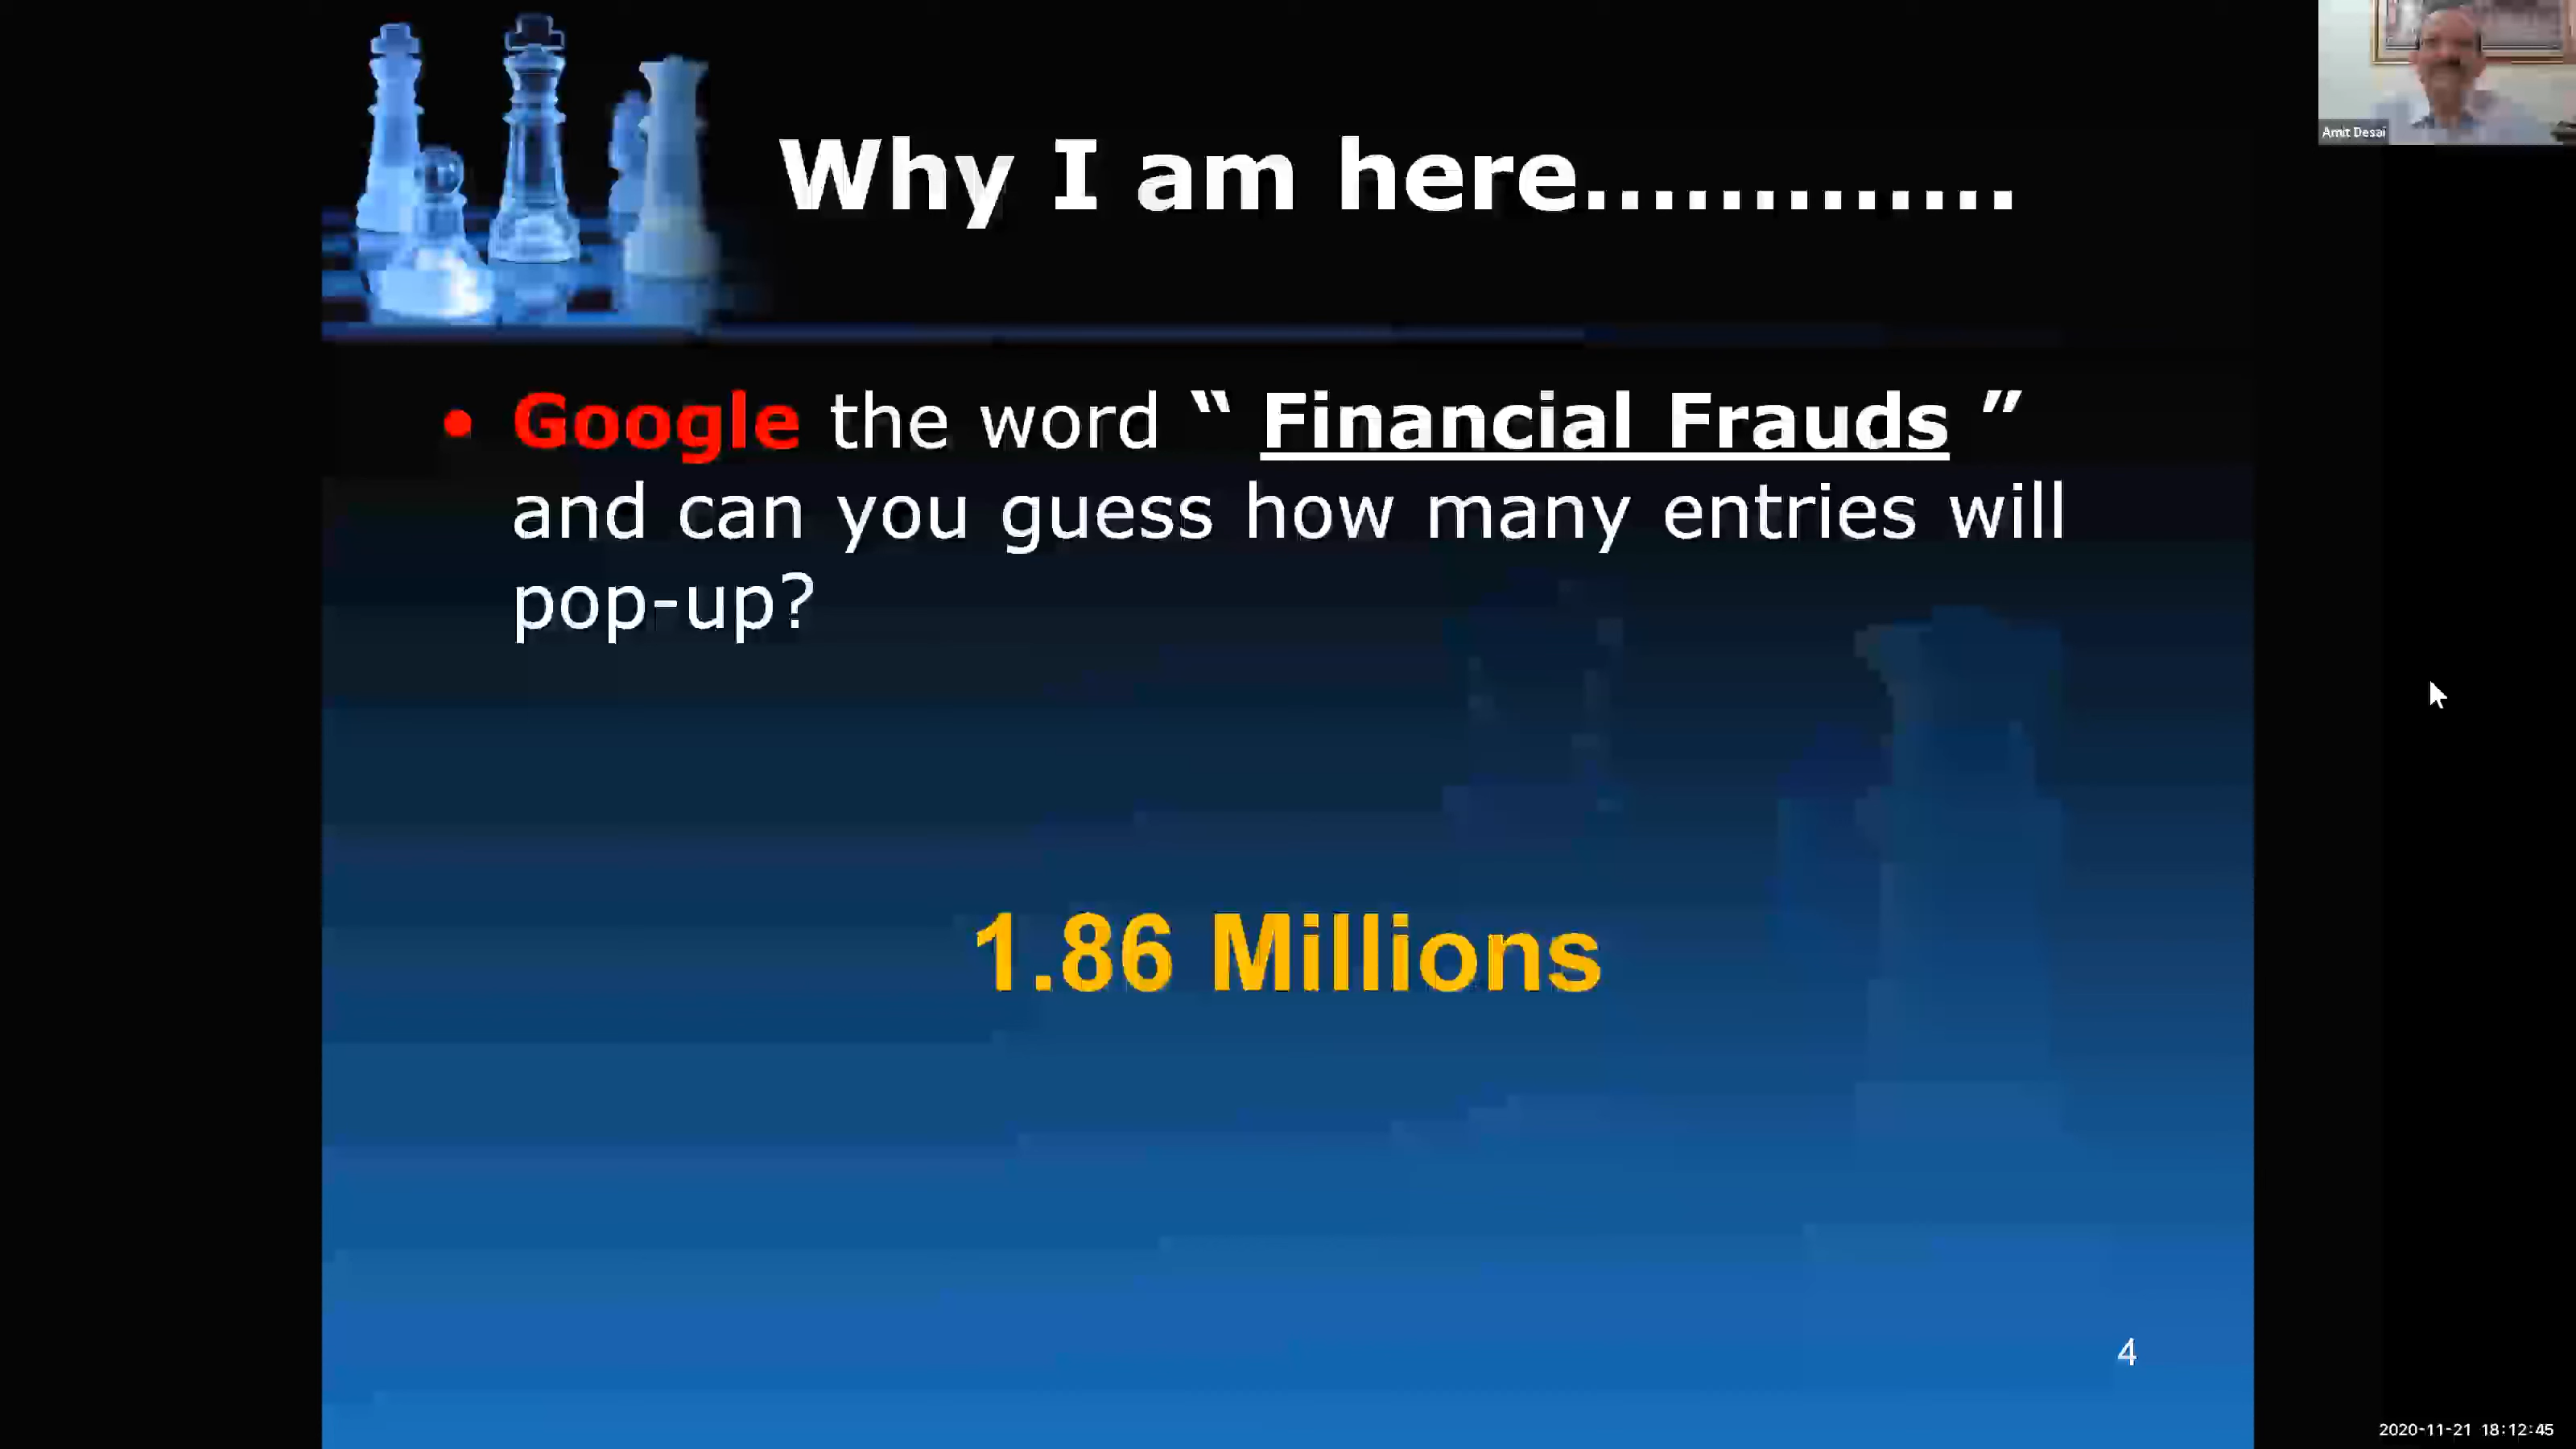 Why I am here.............
Amit Desai
• Google the word “ Financial Frauds ”
and can you guess how many entries will
pop-up?
1.86 Millions
4
2020-11-21 18:12:45